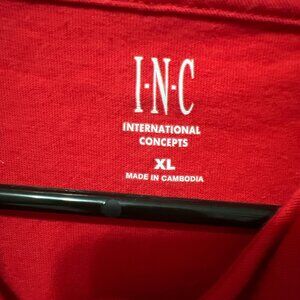 I·N·C
INTERNATIONAL
CONCEPTS
XL
MADE IN CAMBODIA